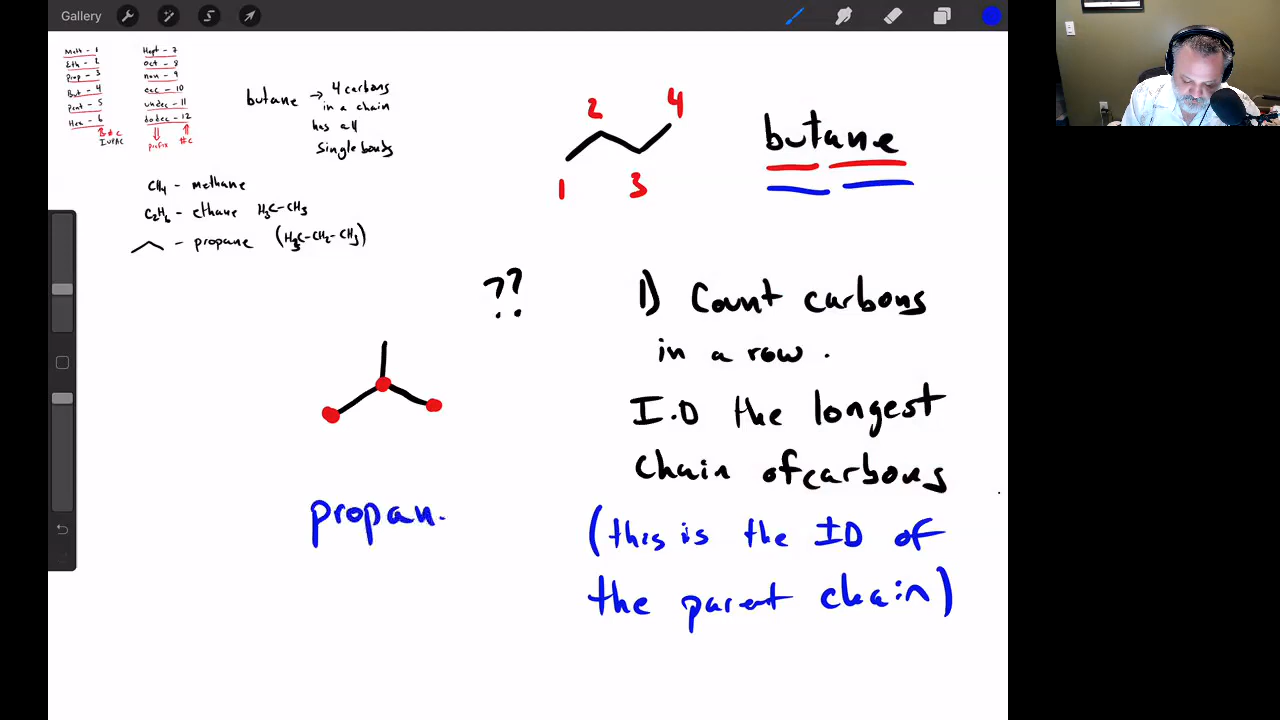 Gallery
Meth - 1
Eth - 2
Prop - 3
But - 4
Pent - 5
Hex - 6
B#C
IUPAC
Hept - 7
oct - 8
non - 9
dec - 10
undec - 11
dodec - 12
prefix
#C
butane → 4 carbons
in a chain
has all
single bonds
CH4 - methane
C2H6 - ethane H3C-CH3
- propane (H3C-CH2-CH3)
2
4
1
3
butane
??
1) Count carbons
in a row.
I.D the longest
chain of carbons
(this is the ID of
the parent chain)
propan.